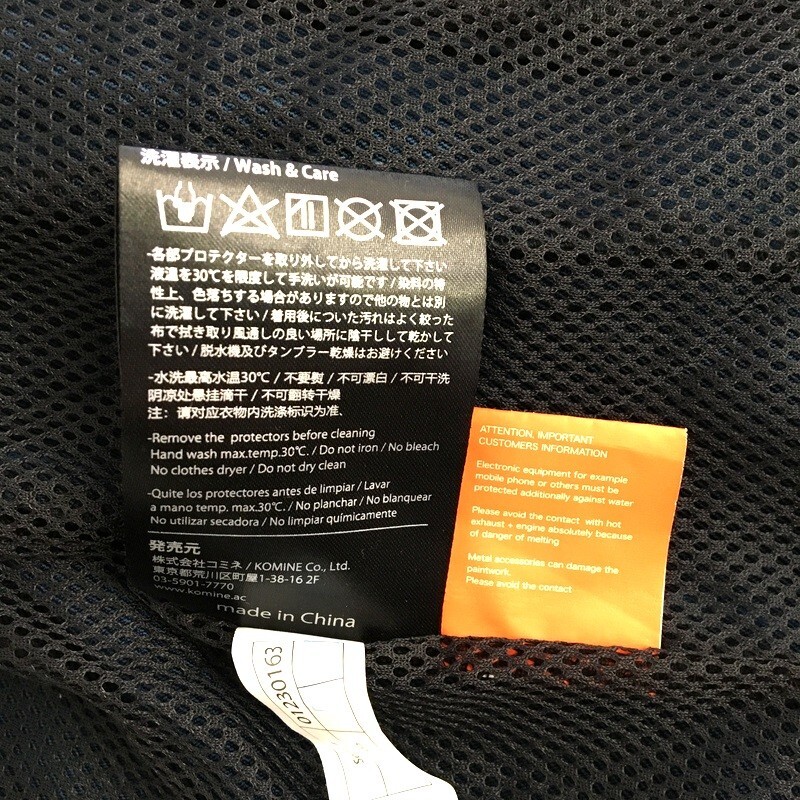 洗濯表示 / Wash & Care
-各部プロテクターを取り外してから洗濯して下さい
液温を30℃を限度して手洗いが可能です / 染料の特
性上、色落ちする場合がありますので他の物とは別
に洗濯して下さい / 着用後についた汚れはよく絞った
布で拭き取り風通しの良い場所に陰干しして乾かして
下さい / 脱水機及びタンブラー乾燥はお避けください
-水洗最高水温30℃ / 不要熨 / 不可漂白 / 不可干洗
阴凉处悬挂滴干 / 不可翻转干燥
注：请对应衣物内洗涤标识为准.
-Remove the protectors before cleaning
Hand wash max.temp.30℃. / Do not iron / No bleach
No clothes dryer / Do not dry clean
-Quite los protectores antes de limpiar / Lavar
a mano temp. max.30℃. / No planchar / No blanquear
No utilizar secadora / No limpiar químicamente
発売元
株式会社コミネ / KOMINE Co., Ltd.
東京都荒川区町屋1-38-16 2F
03-5901-7770
www.komine.ac
made in China
ATTENTION, IMPORTANT
CUSTOMERS INFORMATION
Electronic equipment for example
mobile phone or others must be
protected additionally against water
Please avoid the contact with hot
exhaust + engine absolutely because
of danger of melting
Metal accessories can damage the
paintwork.
Please avoid the contact
01230163